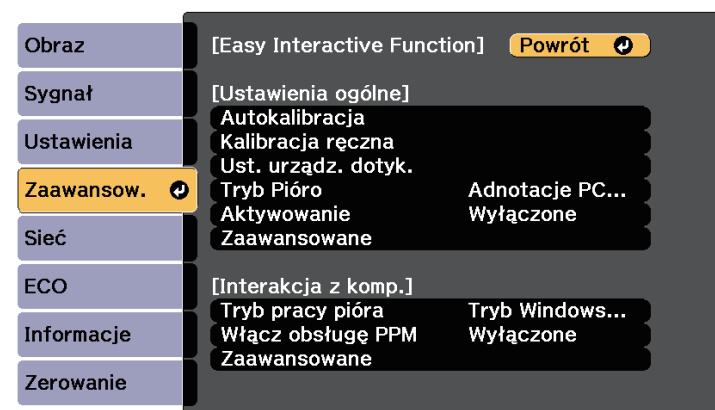 Obraz
Sygnał
Ustawienia
Zaawansow.
Sieć
ECO
Informacje
Zerowanie
[Easy Interactive Function] Powrót
[Ustawienia ogólne]
Autokalibracja
Kalibracja ręczna
Ust. urządz. dotyk.
Tryb Pióro Adnotacje PC...
Aktywowanie Wyłączone
Zaawansowane
[Interakcja z komp.]
Tryb pracy pióra Tryb Windows...
Włącz obsługę PPM Wyłączone
Zaawansowane